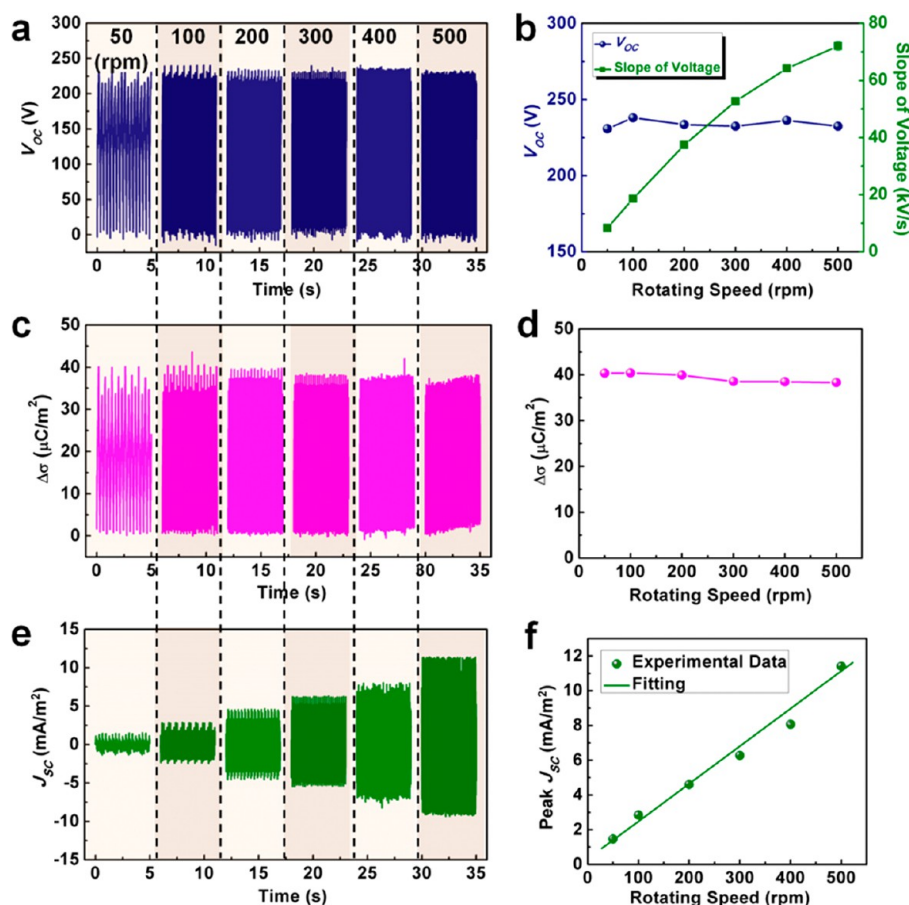 a
50 100 200 300 400 500
(rpm)
300
250
200
150
100
50
0
V_OC (V)
0 5 10 15 20 25 30 35
Time (s)
b
V_OC
Slope of Voltage
300
250
200
150
V_OC (V)
80
60
40
20
0
Slope of Voltage (kV/s)
100 200 300 400 500
Rotating Speed (rpm)
c
50
40
30
20
10
0
Δσ (μC/m²)
0 5 10 15 20 25 30 35
Time (s)
d
50
40
30
20
10
0
Δσ (μC/m²)
0 100 200 300 400 500
Rotating Speed (rpm)
e
15
10
5
0
-5
-10
-15
J_SC (mA/m²)
0 5 10 15 20 25 30 35
Time (s)
f
Experimental Data
Fitting
12
10
8
6
4
2
0
Peak J_SC (mA/m²)
0 100 200 300 400 500
Rotating Speed (rpm)